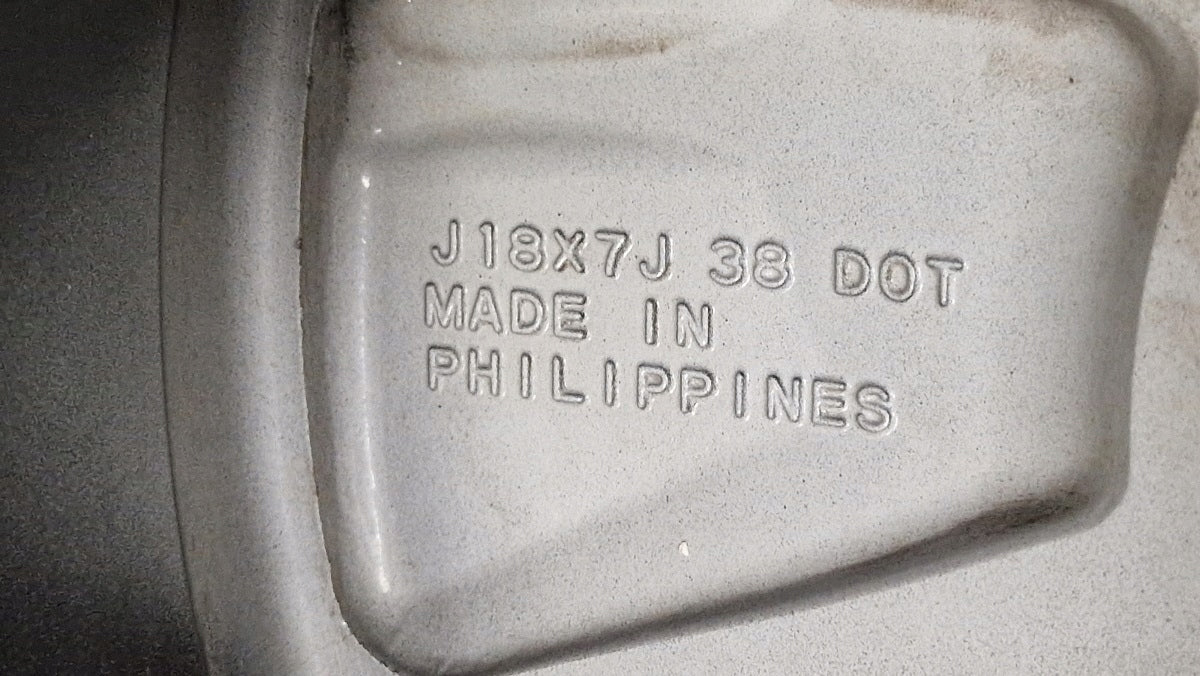 J18X7J 38 DOT
MADE IN
PHILIPPINES